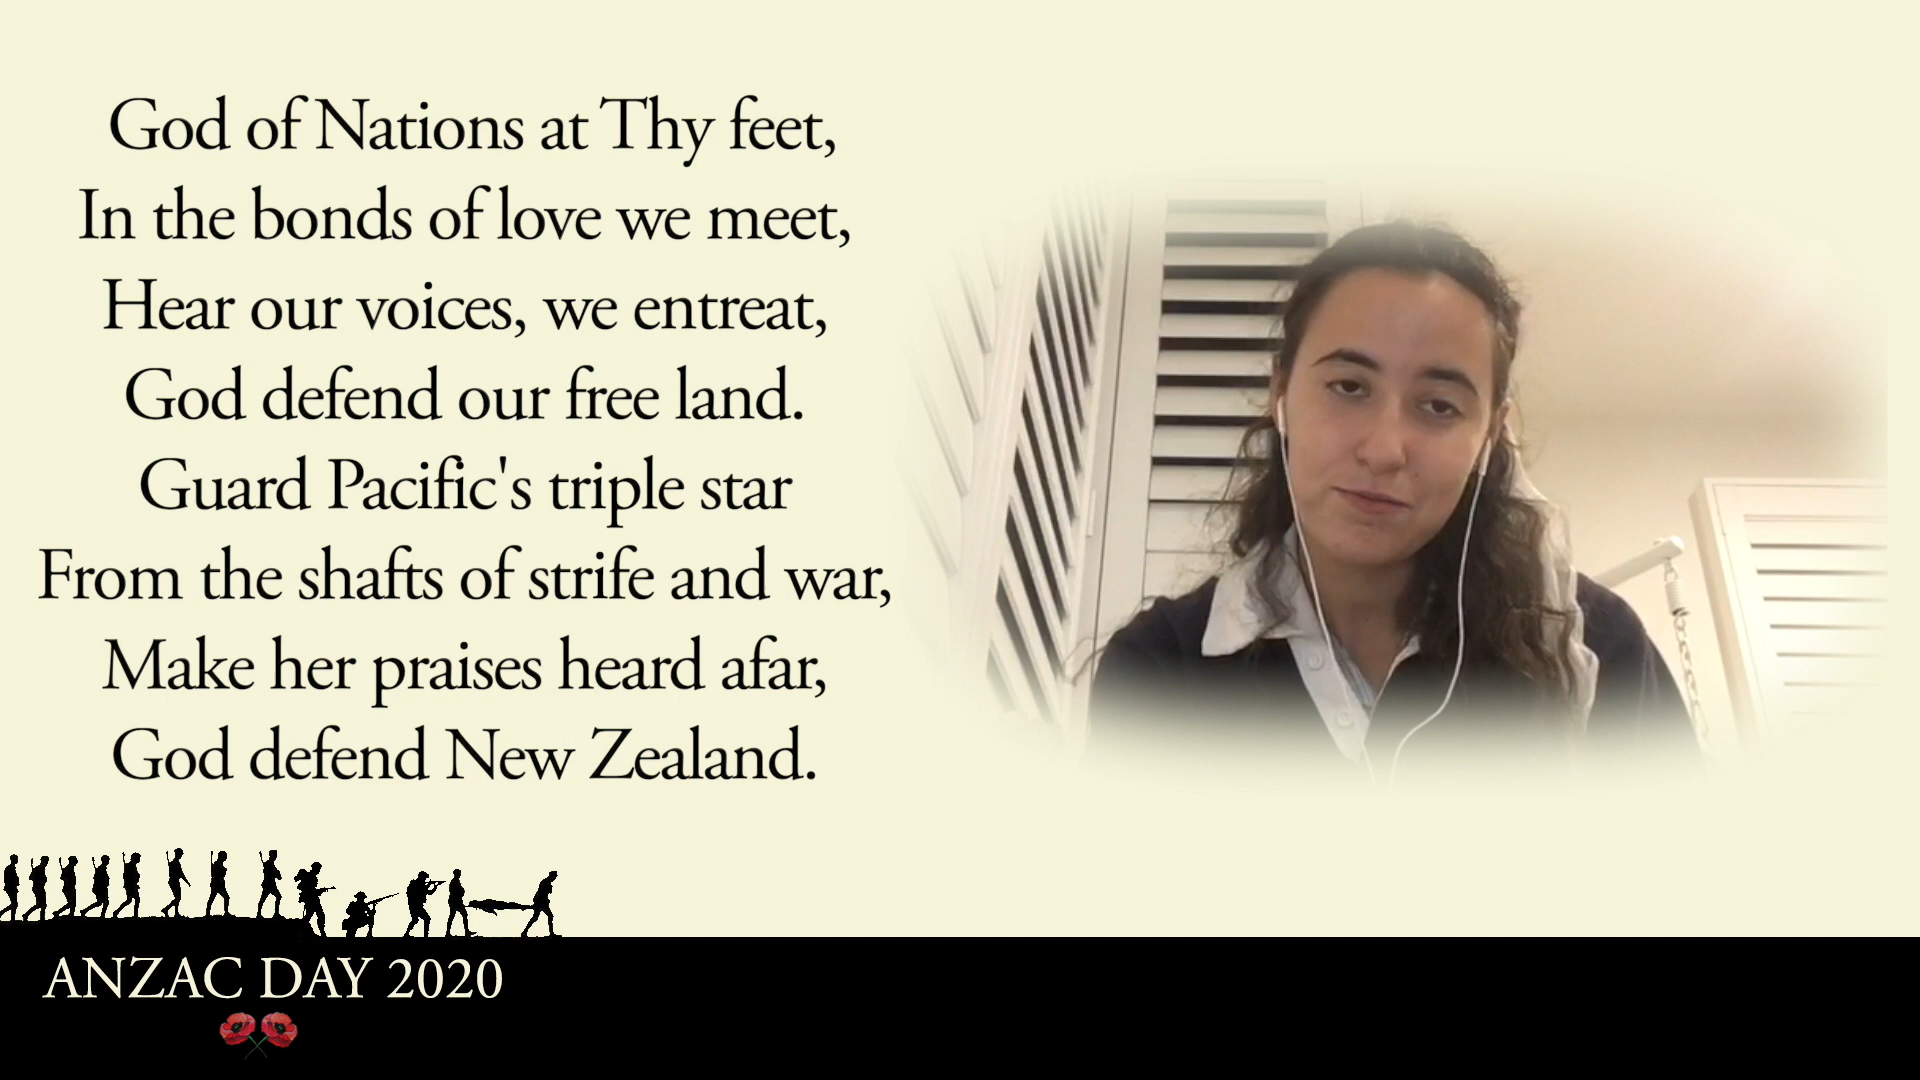 God of Nations at Thy feet,
In the bonds of love we meet,
Hear our voices, we entreat,
God defend our free land.
Guard Pacific's triple star
From the shafts of strife and war,
Make her praises heard afar,
God defend New Zealand.
ANZAC DAY 2020